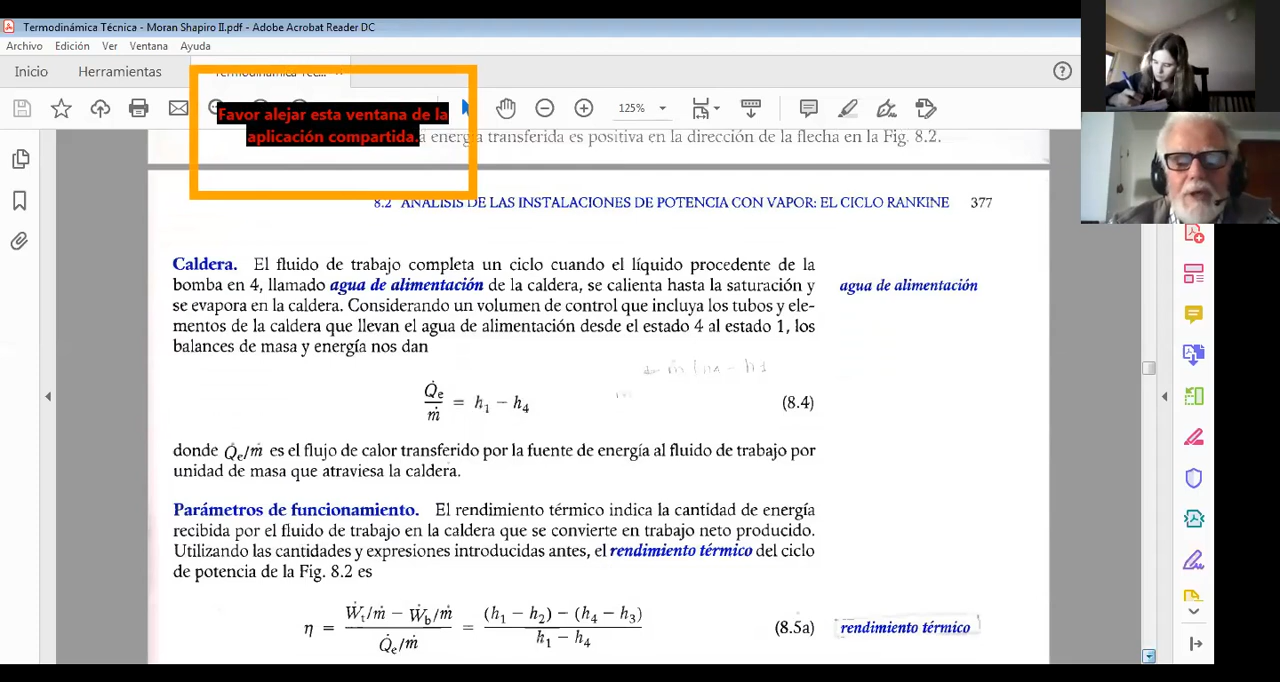 Termodinámica Técnica - Moran Shapiro II.pdf - Adobe Acrobat Reader DC
Archivo Edición Ver Ventana Ayuda
Inicio Herramientas Termodinámica Téc...
125%
Favor alejar esta ventana de la
aplicación compartida.
a energía transferida es positiva en la dirección de la flecha en la Fig. 8.2.
8.2 ANÁLISIS DE LAS INSTALACIONES DE POTENCIA CON VAPOR: EL CICLO RANKINE 377
Caldera. El fluido de trabajo completa un ciclo cuando el líquido procedente de la
bomba en 4, llamado agua de alimentación de la caldera, se calienta hasta la saturación y
agua de alimentación
se evapora en la caldera. Considerando un volumen de control que incluya los tubos y ele-
mentos de la caldera que llevan el agua de alimentación desde el estado 4 al estado 1, los
balances de masa y energía nos dan
Q̇e/ṁ = h1 − h4 (8.4)
donde Q̇e/ṁ es el flujo de calor transferido por la fuente de energía al fluido de trabajo por
unidad de masa que atraviesa la caldera.
Parámetros de funcionamiento. El rendimiento térmico indica la cantidad de energía
recibida por el fluido de trabajo en la caldera que se convierte en trabajo neto producido.
Utilizando las cantidades y expresiones introducidas antes, el rendimiento térmico del ciclo
de potencia de la Fig. 8.2 es
η = (Ẇt/ṁ − Ẇb/ṁ)/(Q̇e/ṁ) = ((h1 − h2) − (h4 − h3))/(h1 − h4) (8.5a)
rendimiento térmico